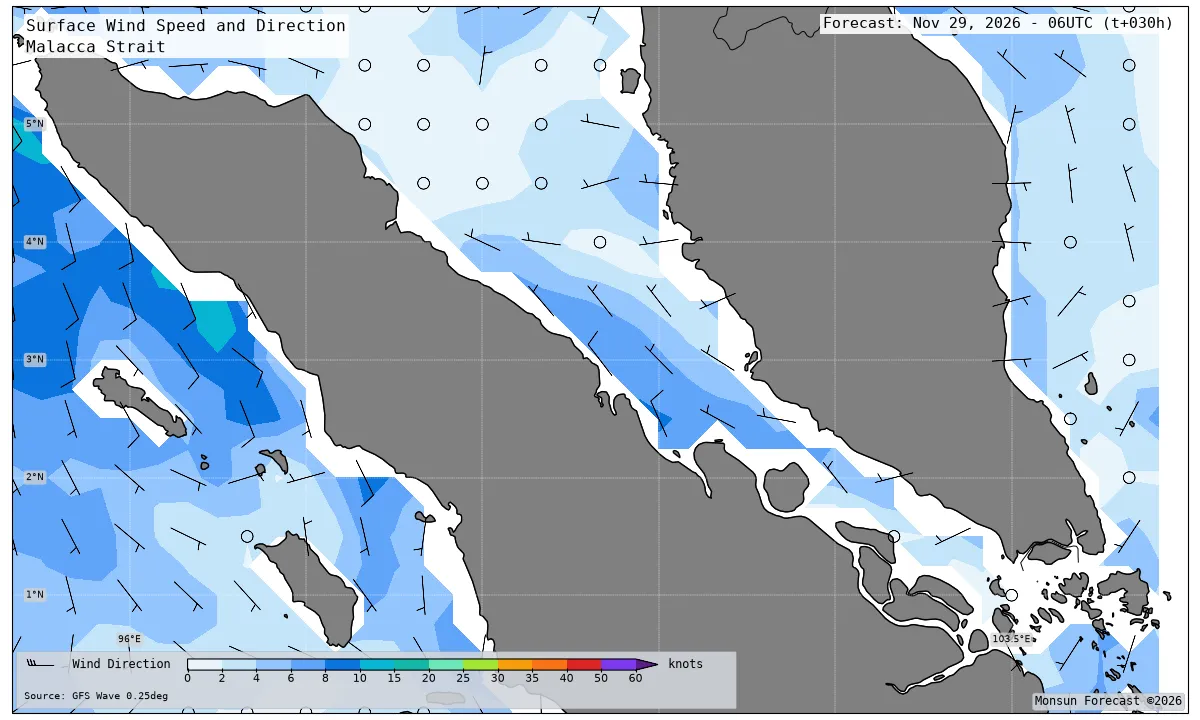 Surface Wind Speed and Direction
Malacca Strait
Forecast: Nov 29, 2026 - 06UTC (t+030h)
5°N
4°N
3°N
2°N
1°N
96°E
103.5°E
Wind Direction
0 2 4 6 8 10 15 20 25 30 35 40 50 60
knots
Source: GFS Wave 0.25deg
Monsun Forecast ©2026